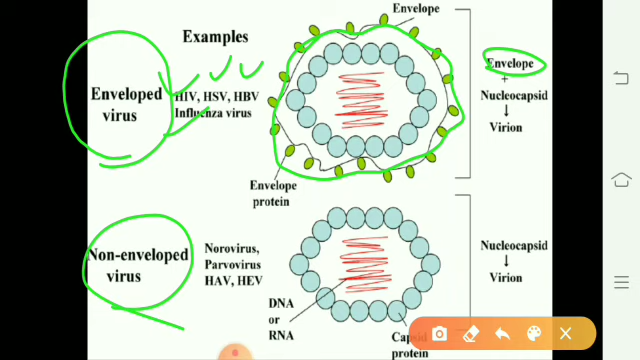 Envelope
Examples
Enveloped
virus
HIV, HSV, HBV
Influenza virus
Envelope
protein
Envelope
+
Nucleocapsid
Virion
Non-enveloped
virus
Norovirus,
Parvovirus
HAV, HEV
DNA
or
RNA
Capsid
protein
Nucleocapsid
Virion